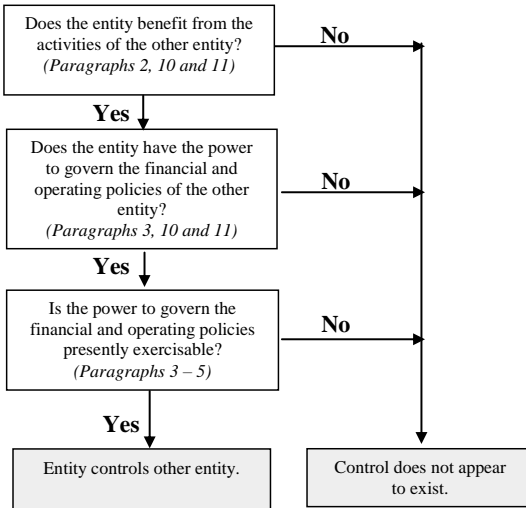 Does the entity benefit from the
activities of the other entity?
(Paragraphs 2, 10 and 11)
No
Yes
Does the entity have the power
to govern the financial and
operating policies of the other
entity?
(Paragraphs 3, 10 and 11)
No
Yes
Is the power to govern the
financial and operating policies
presently exercisable?
(Paragraphs 3 – 5)
No
Yes
Entity controls other entity.
Control does not appear
to exist.